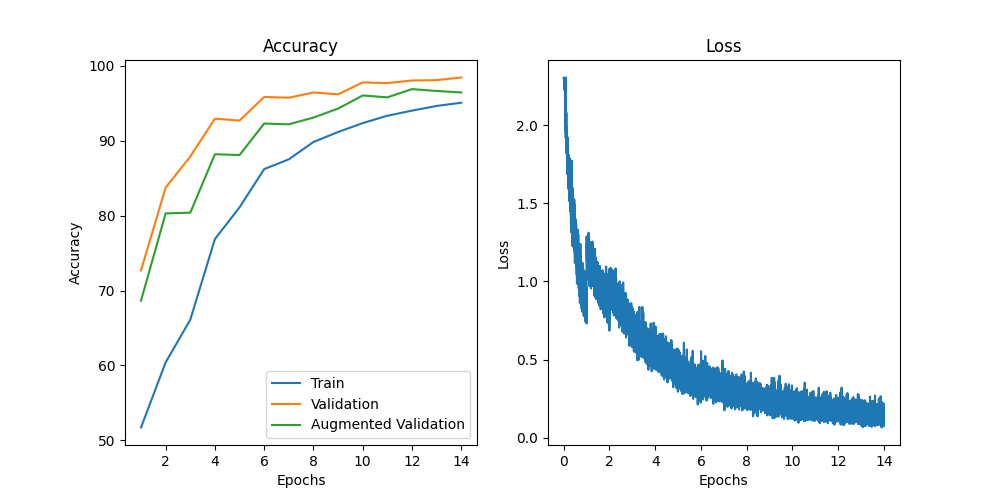 Accuracy
100
90
80
70
60
50
Accuracy
Train
Validation
Augmented Validation
2 4 6 8 10 12 14
Epochs
Loss
2.0
1.5
1.0
0.5
0.0
Loss
0 2 4 6 8 10 12 14
Epochs